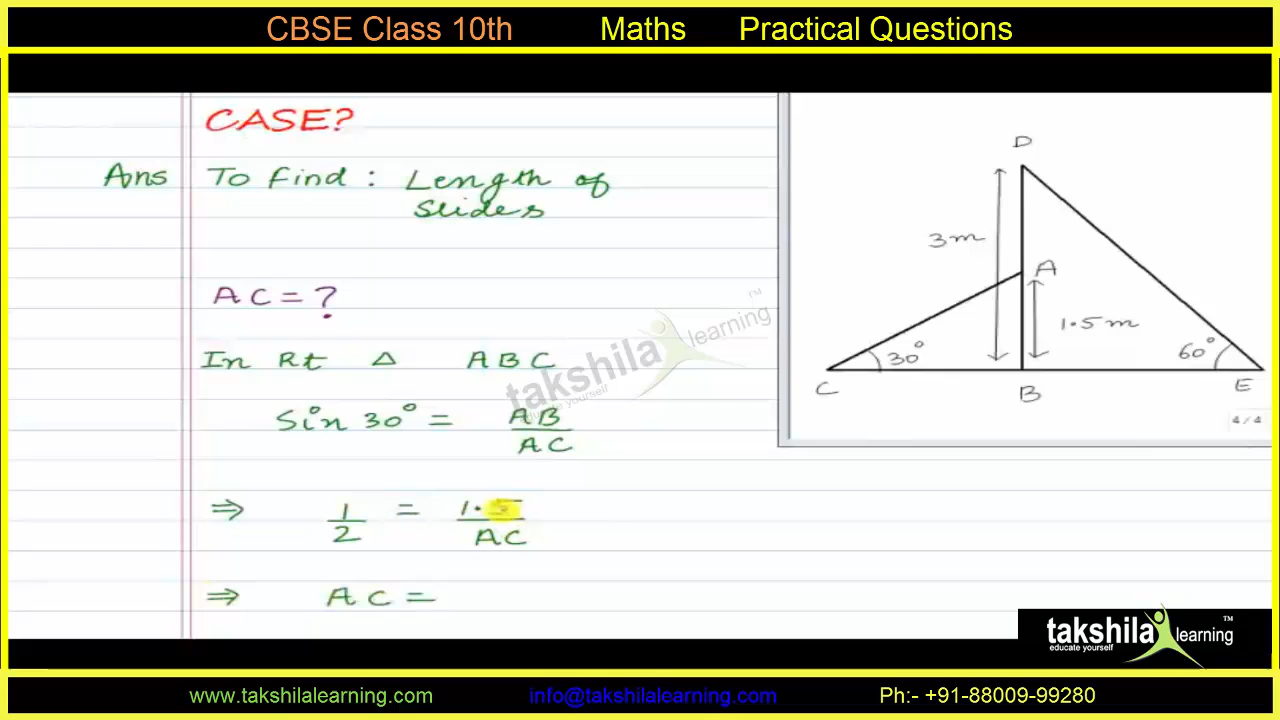 CBSE Class 10th Maths Practical Questions
CASE?
Ans To find : Length of
Slides
AC = ?
In Rt △ ABC
Sin 30° = AB
AC
⇒ 1 = 1.5
2 AC
⇒ AC =
D
3m
A
1.5m
30°
60°
C
B
E
4/4
takshila learning™
educate yourself
takshila learning™
educate yourself
www.takshilalearning.com info@takshilalearning.com Ph:- +91-88009-99280